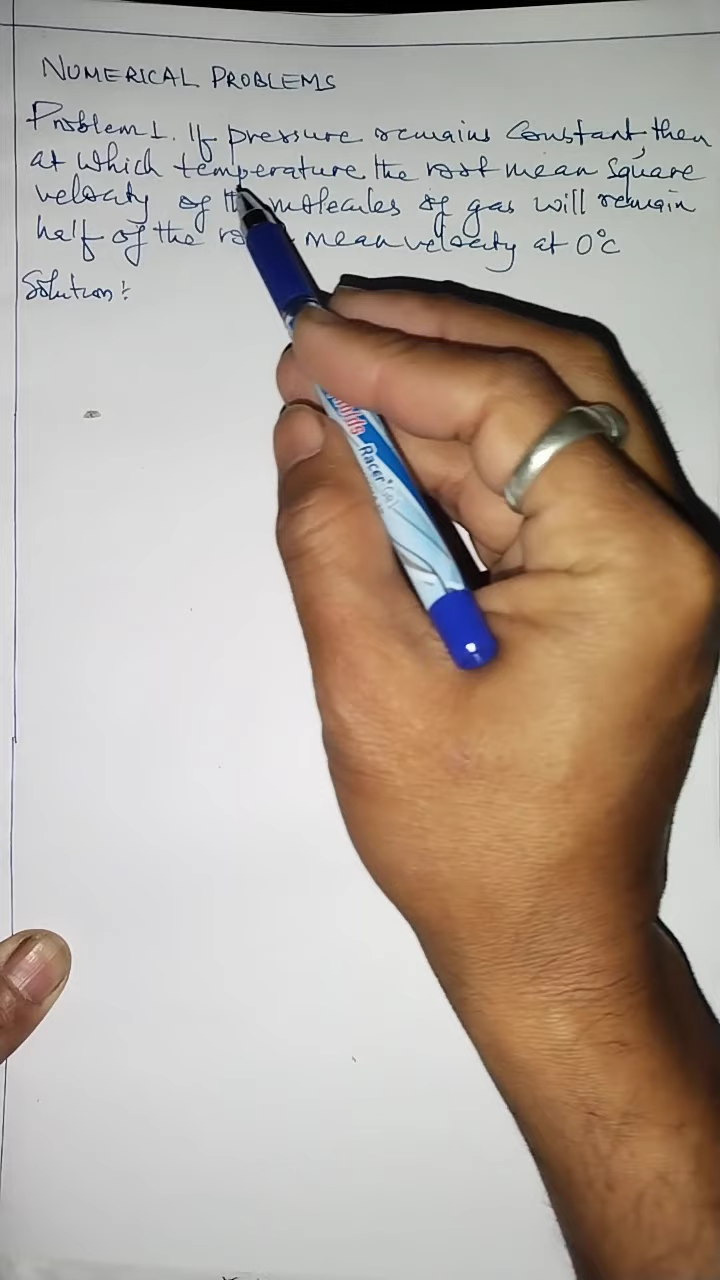 NUMERICAL PROBLEMS
Problem 1. If pressure remains constant, then
at which temperature the root mean square
velocity of molecules of gas will remain
half of the mean velocity at 0°C
Solution:
Racer gel